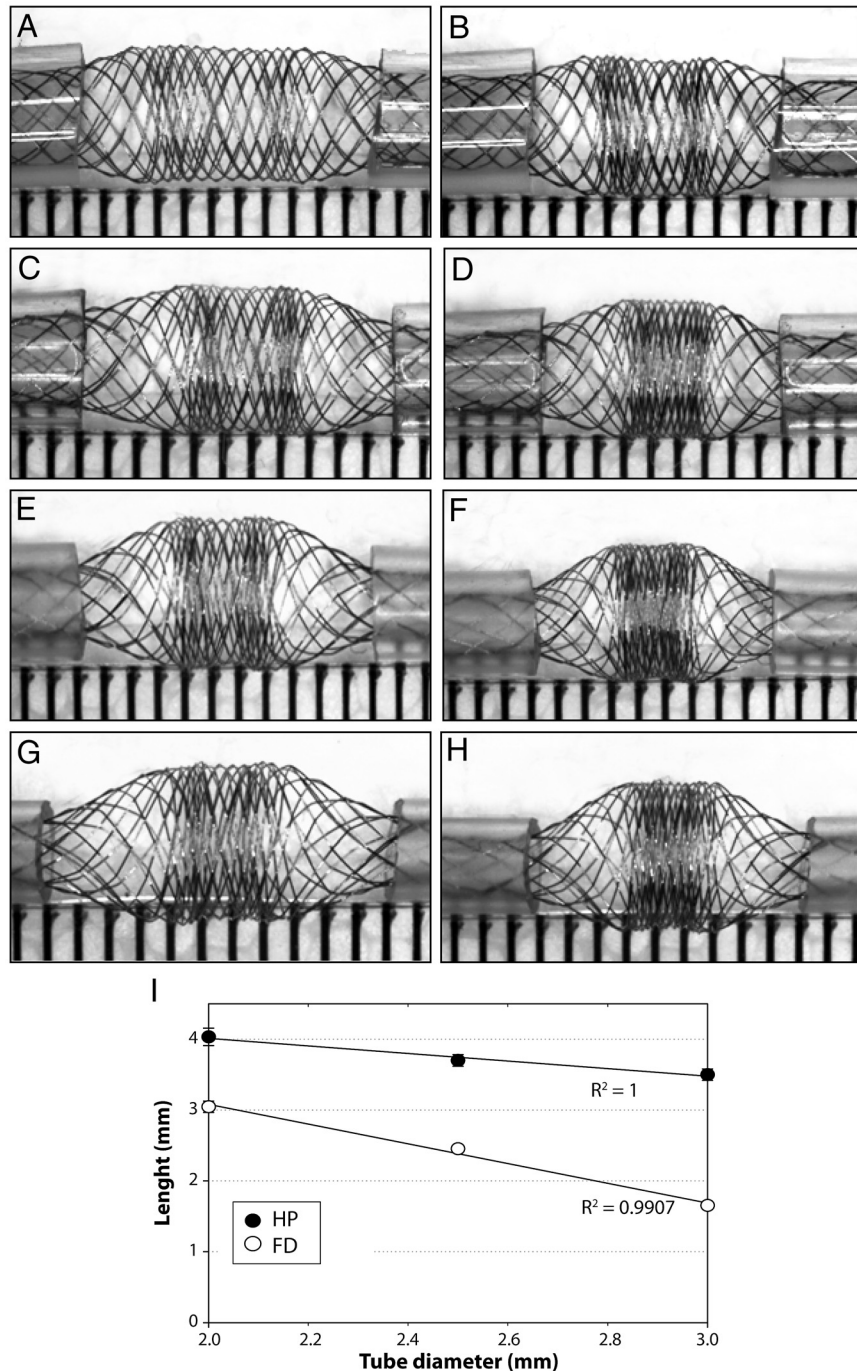 A
B
C
D
E
F
G
H
I
4
3
2
1
0
Lenght (mm)
R² = 1
R² = 0.9907
HP
FD
2.0
2.2
2.4
2.6
2.8
3.0
Tube diameter (mm)